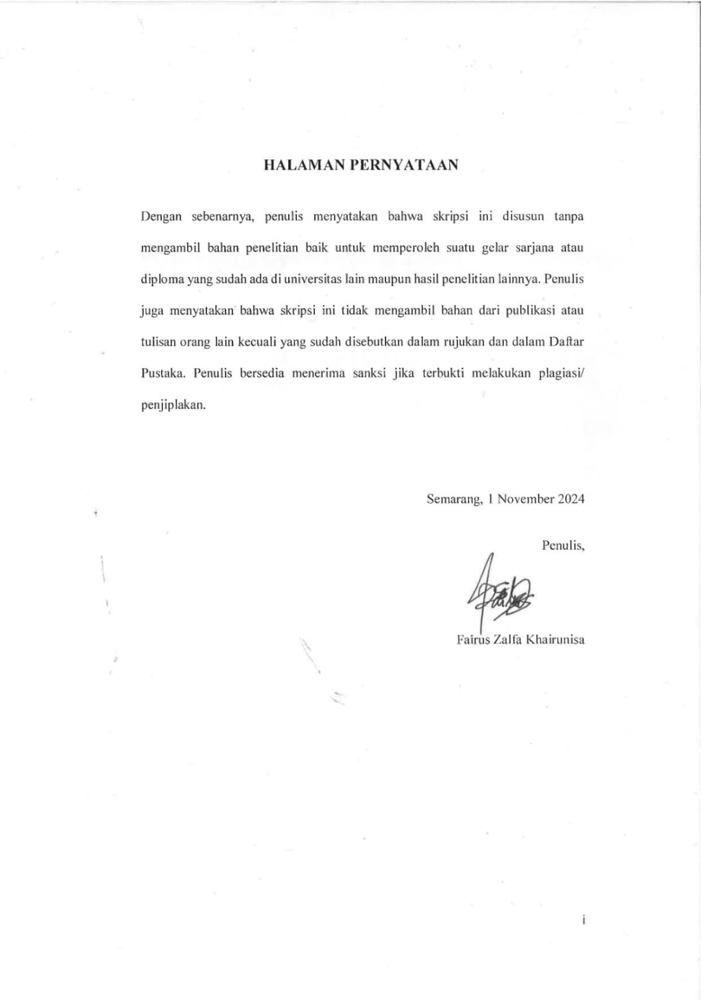 HALAMAN PERNYATAAN
Dengan sebenarnya, penulis menyatakan bahwa skripsi ini disusun tanpa
mengambil bahan penelitian baik untuk memperoleh suatu gelar sarjana atau
diploma yang sudah ada di universitas lain maupun hasil penelitian lainnya. Penulis
juga menyatakan bahwa skripsi ini tidak mengambil bahan dari publikasi atau
tulisan orang lain kecuali yang sudah disebutkan dalam rujukan dan dalam Daftar
Pustaka. Penulis bersedia menerima sanksi jika terbukti melakukan plagiasi/
penjiplakan.
Semarang, 1 November 2024
Penulis,
Fairus Zalfa Khairunisa
i